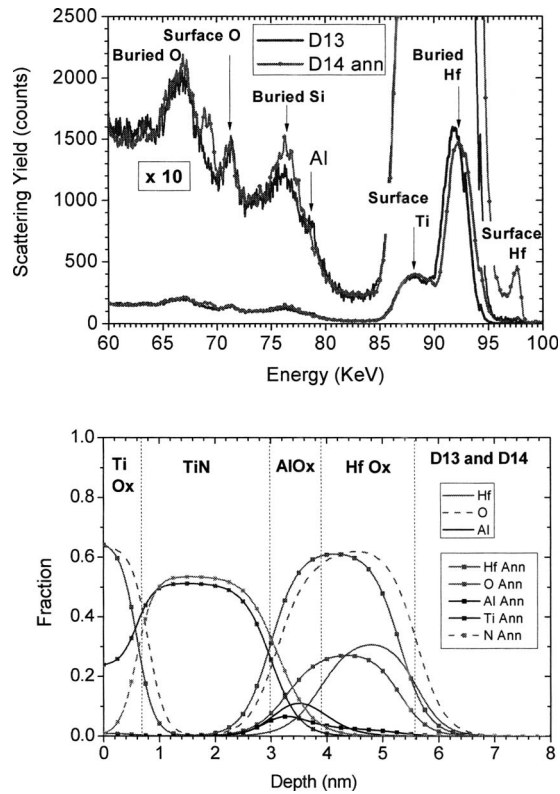 2500
2000
1500
1000
500
0
Scattering Yield (counts)
Surface O
Buried O
D13
D14 ann
Buried Si
Al
Buried
Hf
x 10
Surface
Ti
Surface
Hf
60 65 70 75 80 85 90 95 100
Energy (KeV)
1.0
0.8
0.6
0.4
0.2
0.0
Fraction
Ti
Ox
TiN
AlOx
Hf Ox
D13 and D14
Hf
O
Al
Hf Ann
O Ann
Al Ann
Ti Ann
N Ann
0 1 2 3 4 5 6 7 8
Depth (nm)